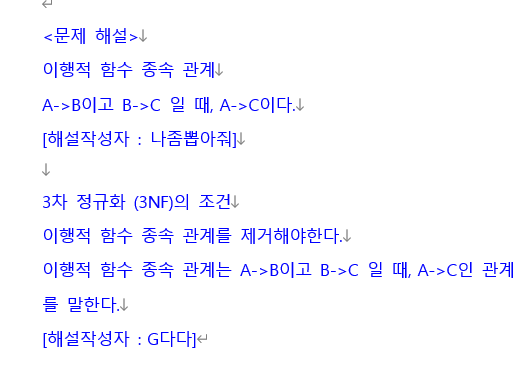 <문제 해설>
이행적 함수 종속 관계
A->B이고 B->C 일 때, A->C이다.
[해설작성자 : 나좀뽑아줘]
3차 정규화 (3NF)의 조건
이행적 함수 종속 관계를 제거해야한다.
이행적 함수 종속 관계는 A->B이고 B->C 일 때, A->C인 관계
를 말한다.
[해설작성자 : G다다]